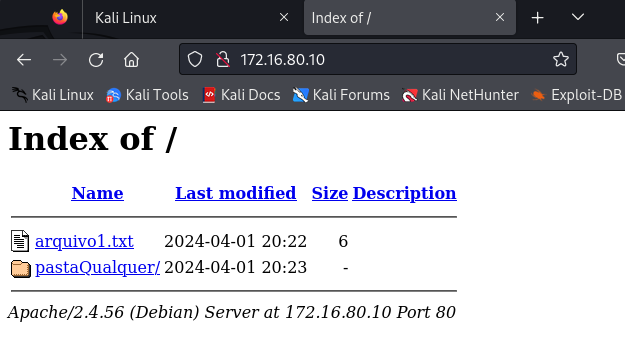 Kali Linux Index of /
172.16.80.10
Kali Linux Kali Tools Kali Docs Kali Forums Kali NetHunter Exploit-DB
Index of /
Name Last modified Size Description
arquivo1.txt 2024-04-01 20:22 6
pastaQualquer/ 2024-04-01 20:23 -
Apache/2.4.56 (Debian) Server at 172.16.80.10 Port 80